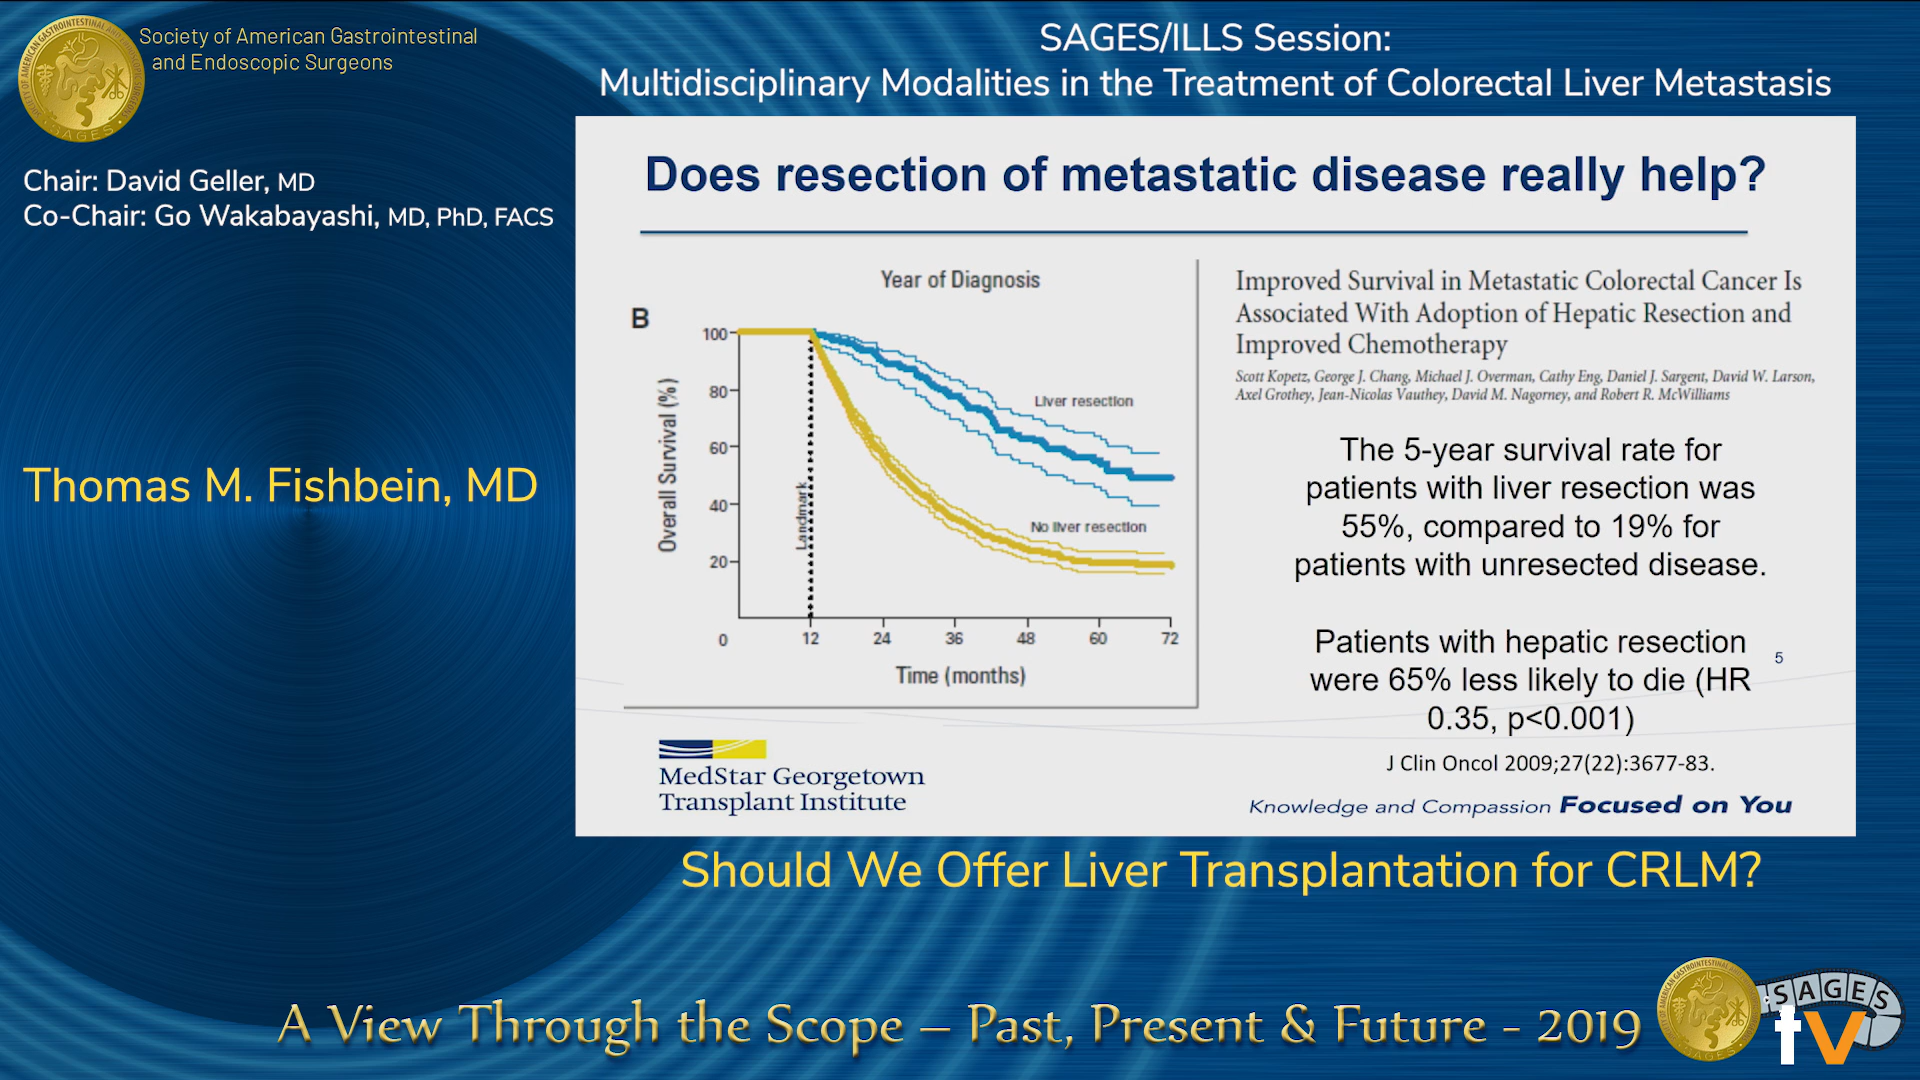 Society of American Gastrointestinal
and Endoscopic Surgeons
SAGES/ILLS Session:
Multidisciplinary Modalities in the Treatment of Colorectal Liver Metastasis
Chair: David Geller, MD
Co-Chair: Go Wakabayashi, MD, PhD, FACS
Thomas M. Fishbein, MD
Does resection of metastatic disease really help?
Year of Diagnosis
B
100
80
60
40
20
0
12
24
36
48
60
72
Overall Survival (%)
Landmark
Liver resection
No liver resection
Time (months)
Improved Survival in Metastatic Colorectal Cancer Is
Associated With Adoption of Hepatic Resection and
Improved Chemotherapy
Scott Kopetz, George J. Chang, Michael J. Overman, Cathy Eng, Daniel J. Sargent, David W. Larson,
Axel Grothey, Jean-Nicolas Vauthey, David M. Nagorney, and Robert R. McWilliams
The 5-year survival rate for
patients with liver resection was
55%, compared to 19% for
patients with unresected disease.
Patients with hepatic resection
were 65% less likely to die (HR
0.35, p<0.001)
5
J Clin Oncol 2009;27(22):3677-83.
MedStar Georgetown
Transplant Institute
Knowledge and Compassion Focused on You
Should We Offer Liver Transplantation for CRLM?
A View Through the Scope – Past, Present & Future - 2019
SAGES
tv